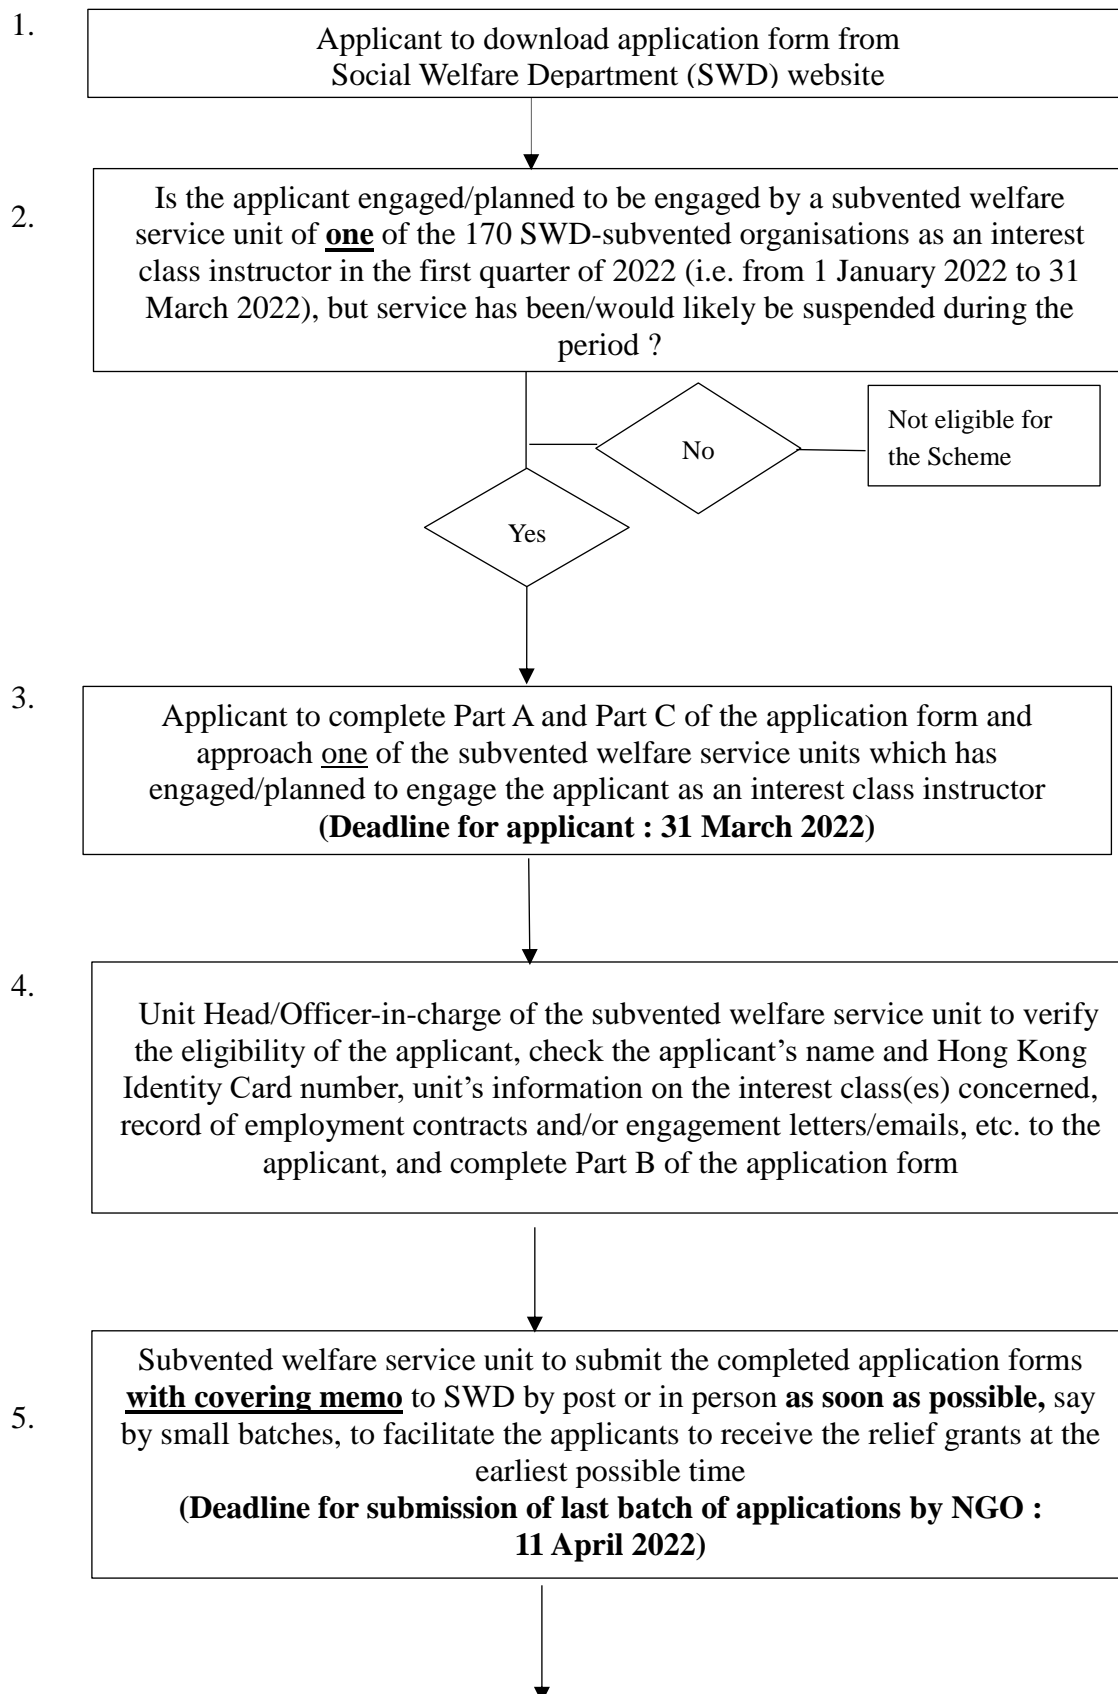 1.
Applicant to download application form from
Social Welfare Department (SWD) website
2.
Is the applicant engaged/planned to be engaged by a subvented welfare
service unit of one of the 170 SWD-subvented organisations as an interest
class instructor in the first quarter of 2022 (i.e. from 1 January 2022 to 31
March 2022), but service has been/would likely be suspended during the
period ?
No
Not eligible for
the Scheme
Yes
3.
Applicant to complete Part A and Part C of the application form and
approach one of the subvented welfare service units which has
engaged/planned to engage the applicant as an interest class instructor
(Deadline for applicant : 31 March 2022)
4.
Unit Head/Officer-in-charge of the subvented welfare service unit to verify
the eligibility of the applicant, check the applicant’s name and Hong Kong
Identity Card number, unit’s information on the interest class(es) concerned,
record of employment contracts and/or engagement letters/emails, etc. to the
applicant, and complete Part B of the application form
5.
Subvented welfare service unit to submit the completed application forms
with covering memo to SWD by post or in person as soon as possible, say
by small batches, to facilitate the applicants to receive the relief grants at the
earliest possible time
(Deadline for submission of last batch of applications by NGO :
11 April 2022)